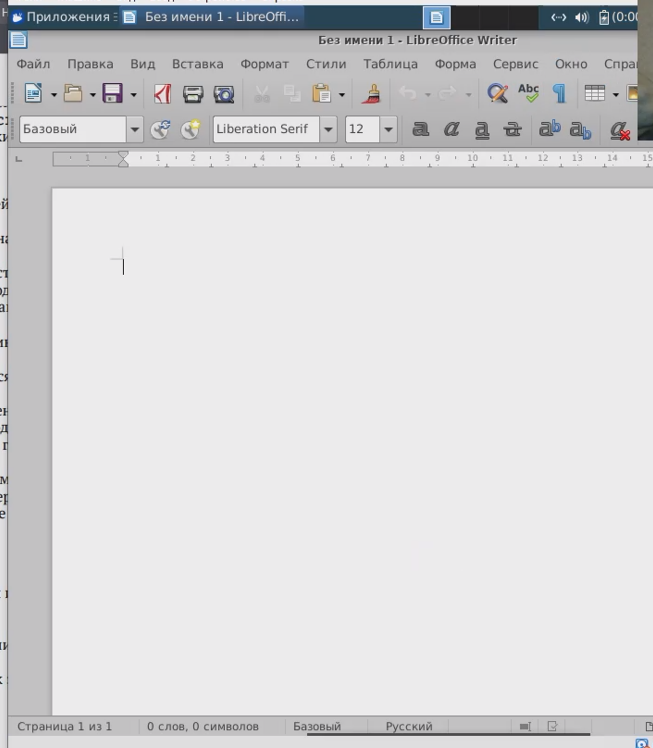 Приложения
Без имени 1 - LibreOffi...
(0:00
Без имени 1 - LibreOffice Writer
Файл Правка Вид Вставка Формат Стили Таблица Форма Сервис Окно
Базовый Liberation Serif 12
1 1 2 3 4 5 6 7 8 9 10 11 12 13 14 15
Страница 1 из 1 0 слов, 0 символов Базовый Русский